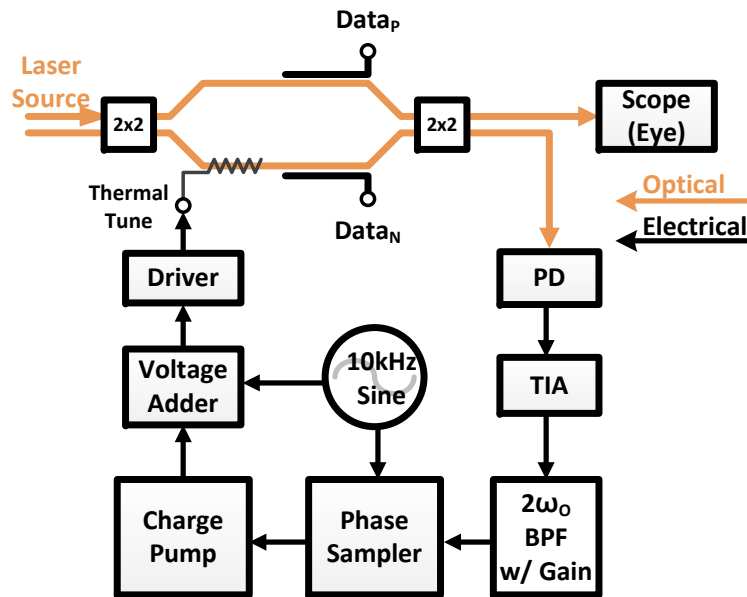 Data_P
Laser
Source
2x2
2x2
Scope
(Eye)
Thermal
Tune
Data_N
Optical
Electrical
Driver
PD
10kHz
Sine
Voltage
Adder
TIA
Charge
Pump
Phase
Sampler
2ω_O
BPF
w/ Gain